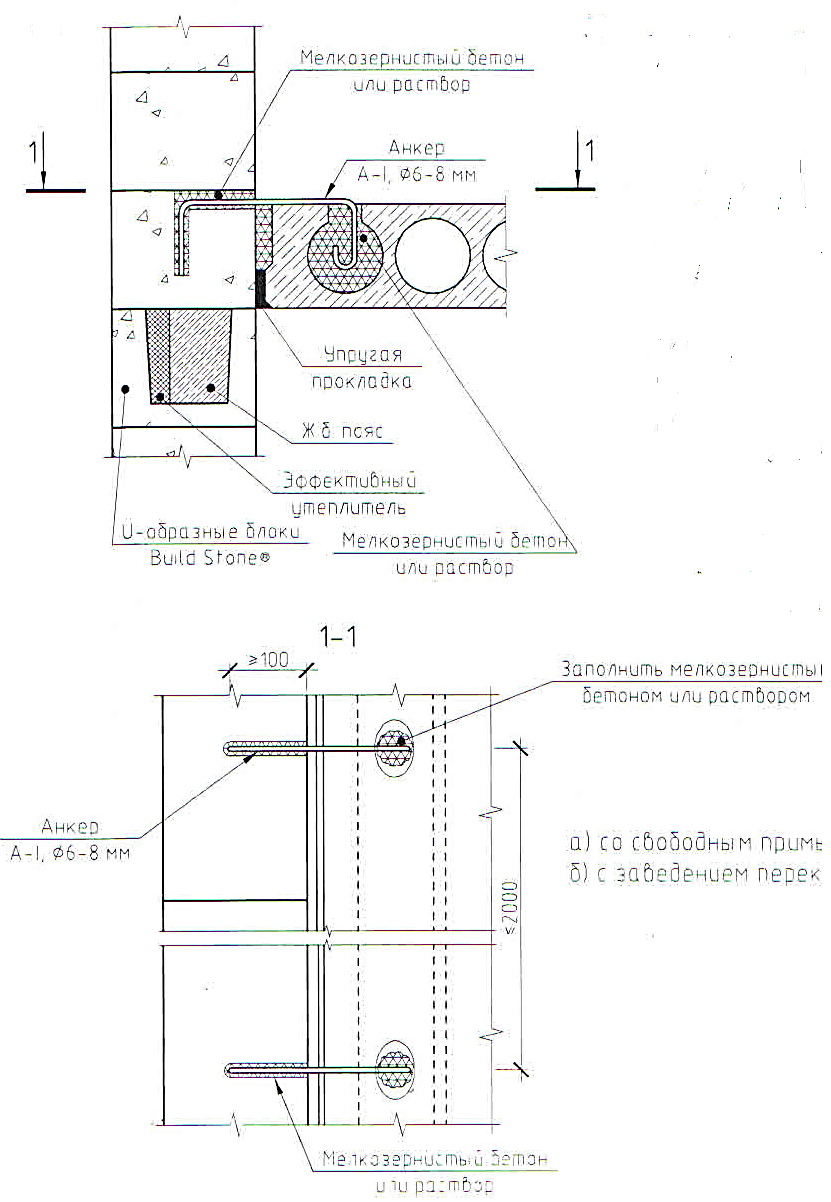 Мелкозернистый бетон
или раствор
1
1
Анкер
А-I, ϕ6-8 мм
Упругая
прокладка
Ж.б. пояс
Эффективный
утеплитель
U-образные блоки
Build Stone®
Мелкозернистый бетон
или раствор
1-1
≥100
Заполнить мелкозернисты
бетоном или раствором
Анкер
А-I, ϕ6-8 мм
а) со свободным примы
б) с заведением перек
≤2000
Мелкозернистый бетон
или раствор